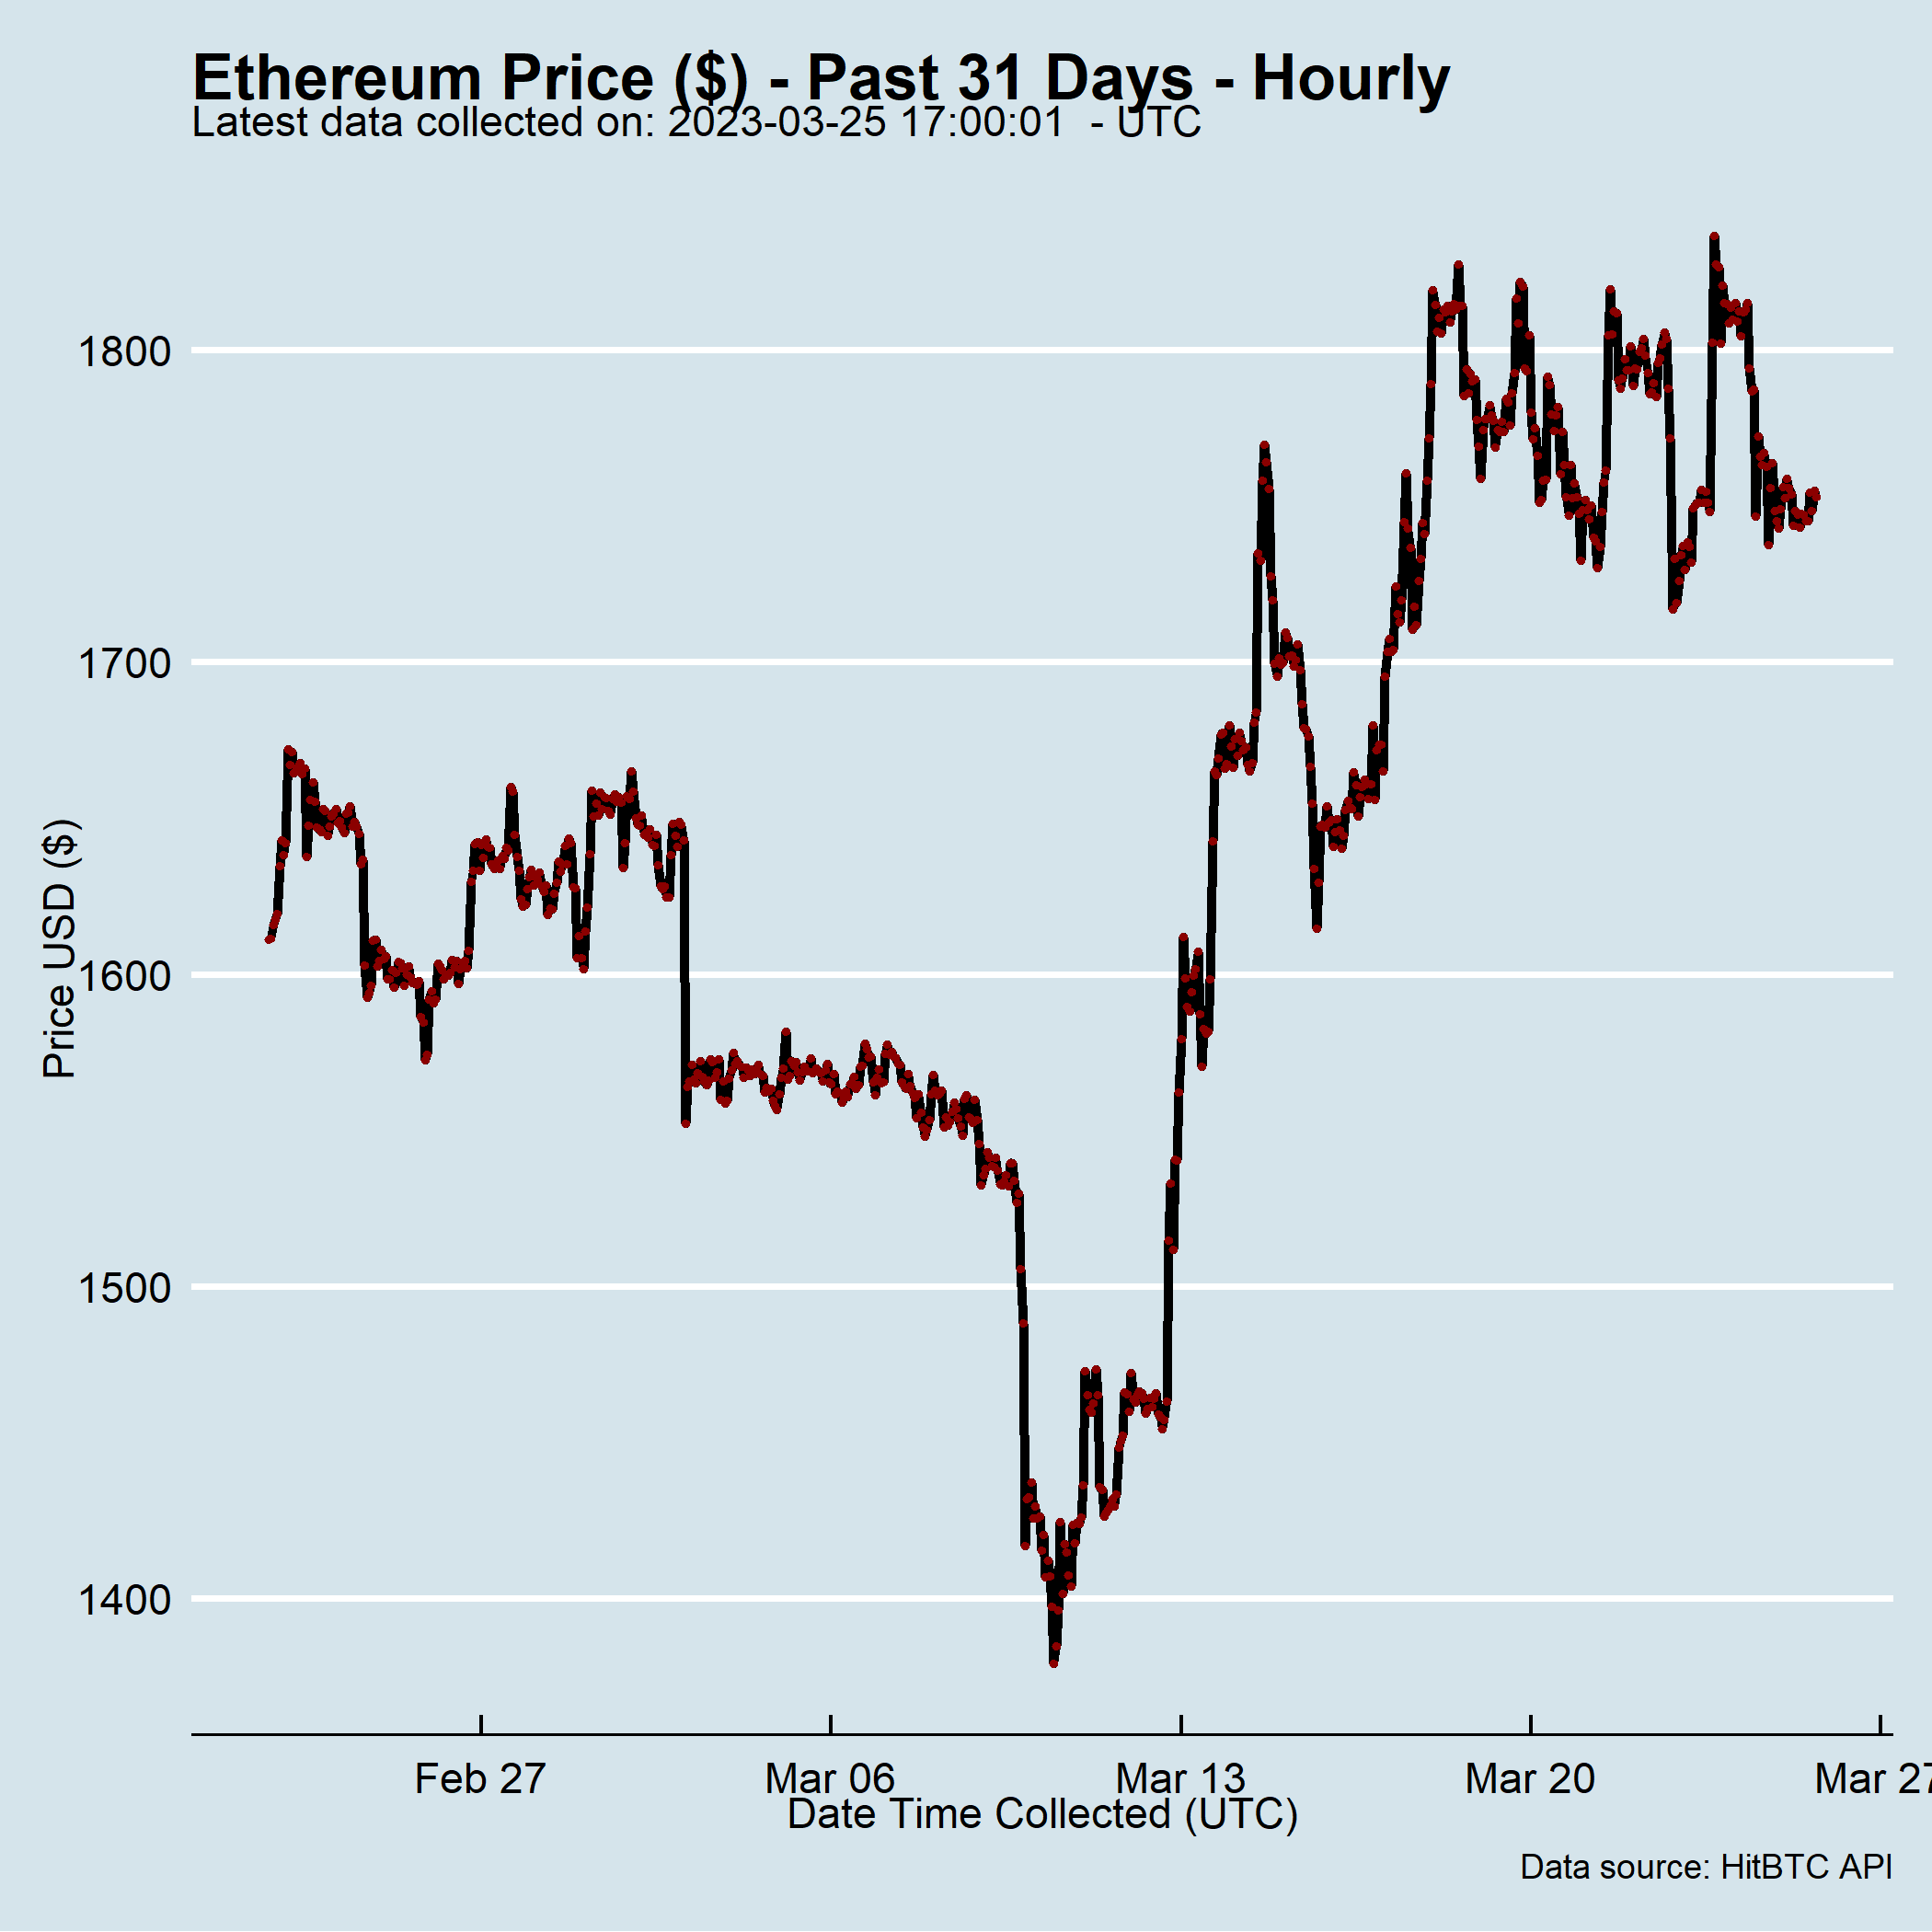 Ethereum Price ($) - Past 31 Days - Hourly
Latest data collected on: 2023-03-25 17:00:01  - UTC
Price USD ($)
1800
1700
1600
1500
1400
Feb 27 Mar 06 Mar 13 Mar 20 Mar 27
Date Time Collected (UTC)
Data source: HitBTC API